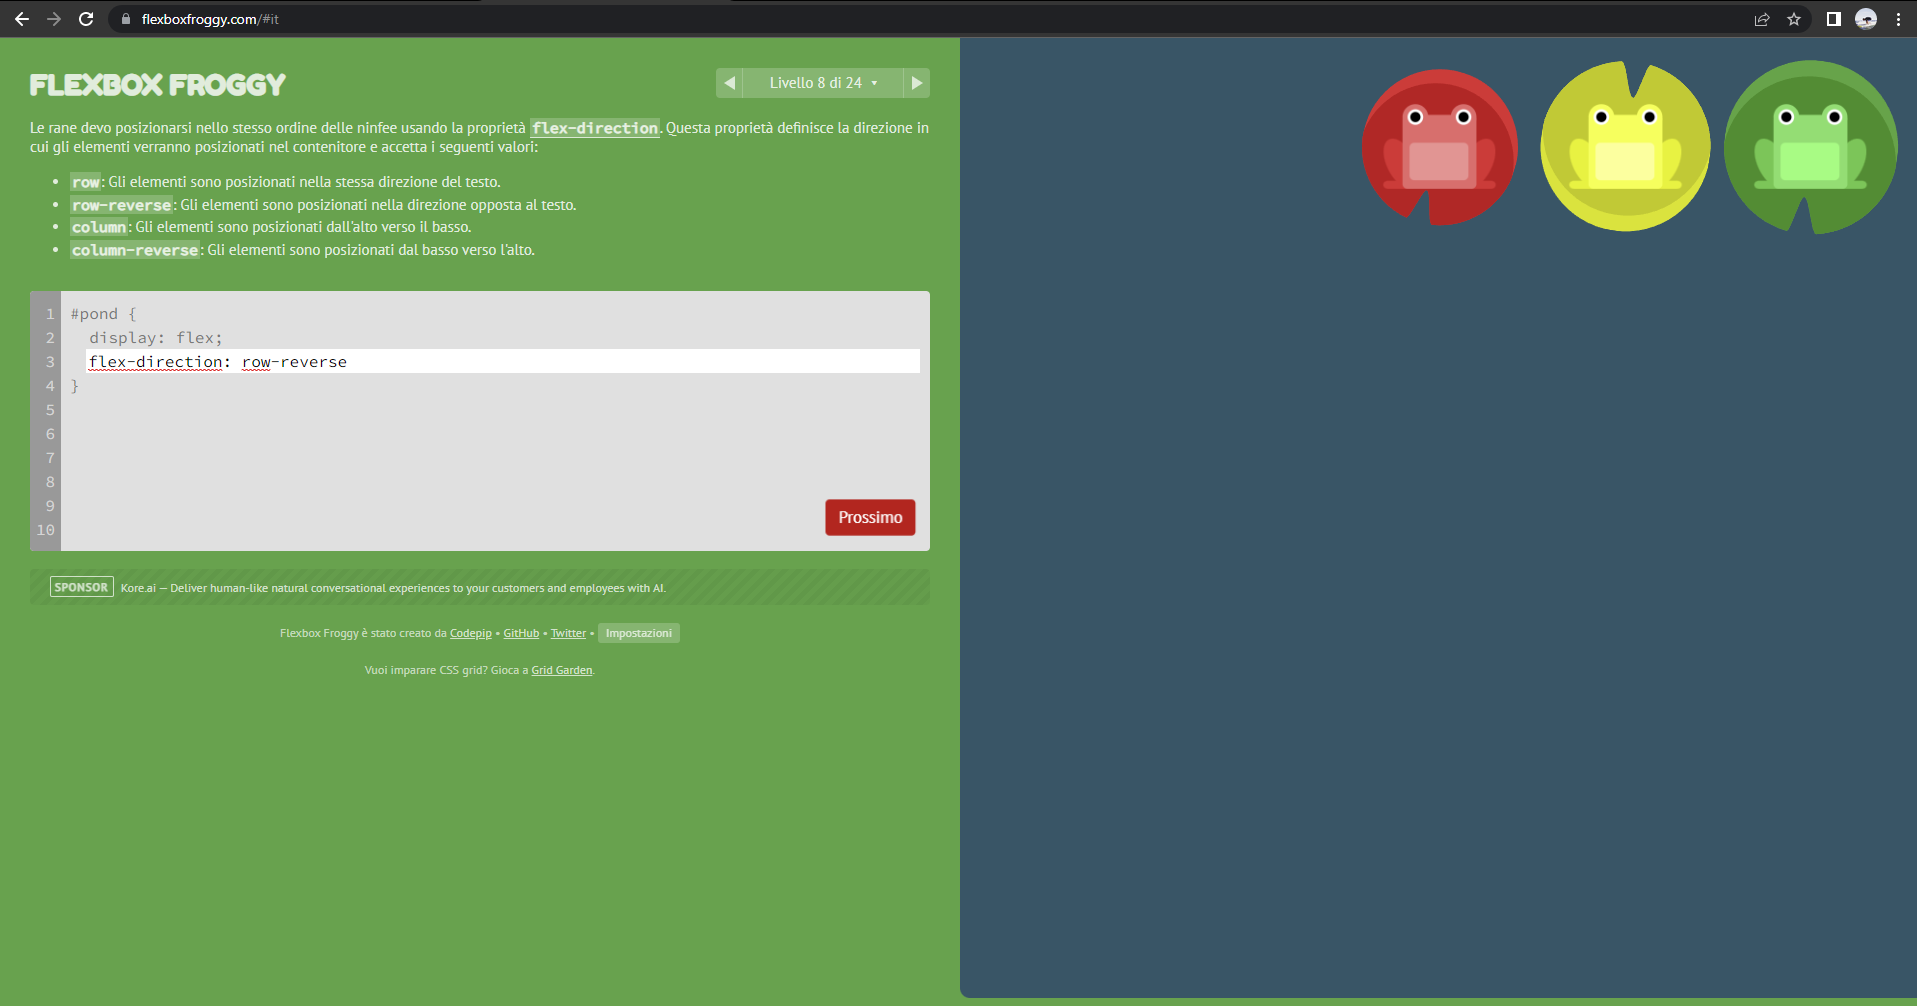 flexboxfroggy.com/#it
FLEXBOX FROGGY
Livello 8 di 24
Le rane devo posizionarsi nello stesso ordine delle ninfee usando la proprietà flex-direction. Questa proprietà definisce la direzione in
cui gli elementi verranno posizionati nel contenitore e accetta i seguenti valori:
• row: Gli elementi sono posizionati nella stessa direzione del testo.
• row-reverse: Gli elementi sono posizionati nella direzione opposta al testo.
• column: Gli elementi sono posizionati dall'alto verso il basso.
• column-reverse: Gli elementi sono posizionati dal basso verso l'alto.
1 #pond {
2 display: flex;
3 flex-direction: row-reverse
4 }
5
6
7
8
9
10
Prossimo
SPONSOR Kore.ai — Deliver human-like natural conversational experiences to your customers and employees with AI.
Flexbox Froggy è stato creato da Codepip • GitHub • Twitter • Impostazioni
Vuoi imparare CSS grid? Gioca a Grid Garden.